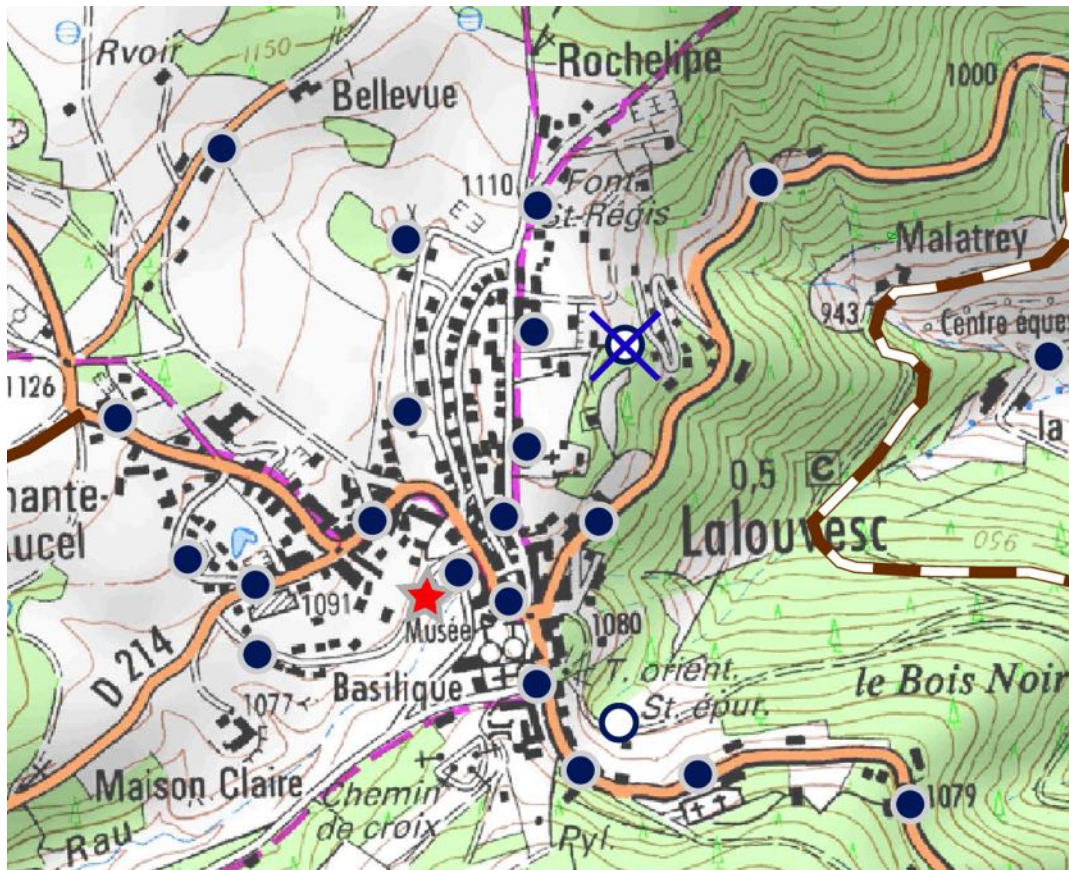 Rvoir
1150
Bellevue
Rochelipe
1000
1110
Font.
St-Régis
Malatrey
943
Centre éques
1126
la
0,5
C
Lalouvesc
950
hante-
ucel
1091
Musée
1080
D 214
Basilique
T. orient.
le Bois Noir
1077
St. épur.
Maison Claire
Chemin
de croix
1079
Rau
Pyl.